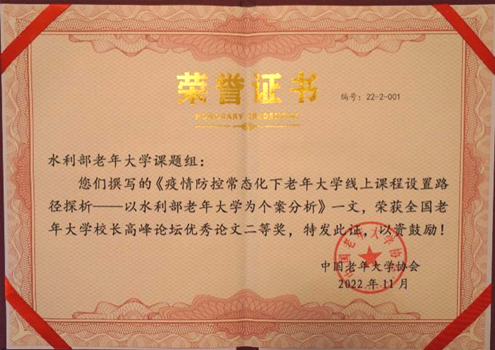 荣誉证书
编号：22-2-001
HONORARY CREDENTIAL
水利部老年大学课题组：
您们撰写的《疫情防控常态化下老年大学线上课程设置路
径探析——以水利部老年大学为个案分析》一文，荣获全国老
年大学校长高峰论坛优秀论文二等奖，特发此证，以资鼓励！
中国老年大学协会
2022年11月